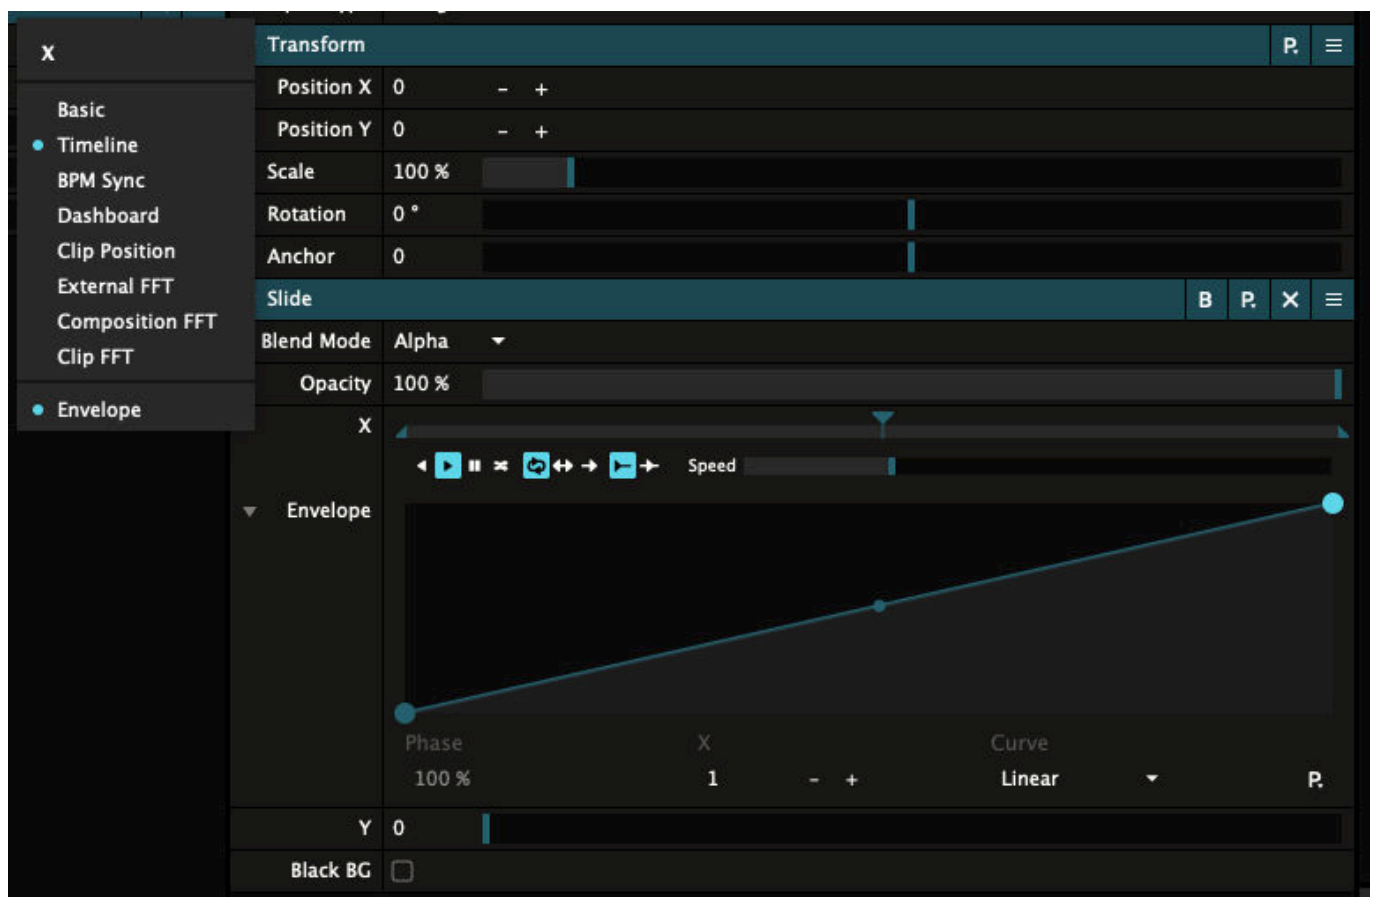 X
Basic
Timeline
BPM Sync
Dashboard
Clip Position
External FFT
Composition FFT
Clip FFT
Envelope
Transform P.
Position X 0 - +
Position Y 0 - +
Scale 100 %
Rotation 0 °
Anchor 0
Slide B P. X
Blend Mode Alpha
Opacity 100 %
X
Speed
Envelope
Phase X Curve
100 % 1 - + Linear P.
Y 0
Black BG